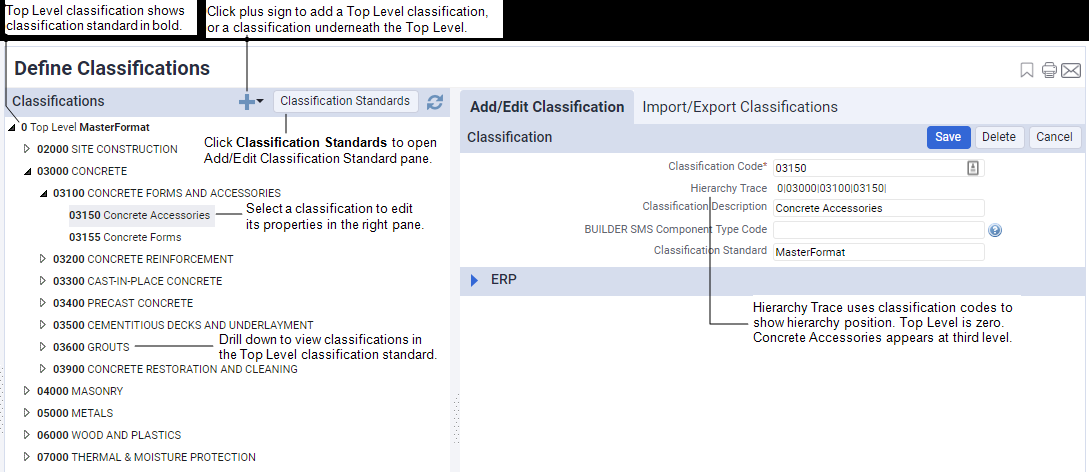 Top Level classification shows
classification standard in bold.
Click plus sign to add a Top Level classification,
or a classification underneath the Top Level.
Define Classifications
Classifications
Classification Standards
0 Top Level MasterFormat
02000 SITE CONSTRUCTION
03000 CONCRETE
03100 CONCRETE FORMS AND ACCESSORIES
03150 Concrete Accessories
03155 Concrete Forms
03200 CONCRETE REINFORCEMENT
03300 CAST-IN-PLACE CONCRETE
03400 PRECAST CONCRETE
03500 CEMENTITIOUS DECKS AND UNDERLAYMENT
03600 GROUTS
03900 CONCRETE RESTORATION AND CLEANING
04000 MASONRY
05000 METALS
06000 WOOD AND PLASTICS
07000 THERMAL & MOISTURE PROTECTION
Click Classification Standards to open
Add/Edit Classification Standard pane.
Select a classification to edit
its properties in the right pane.
Drill down to view classifications in
the Top Level classification standard.
Add/Edit Classification
Import/Export Classifications
Classification
Save
Delete
Cancel
Classification Code* 03150
Hierarchy Trace 0|03000|03100|03150|
Classification Description Concrete Accessories
BUILDER SMS Component Type Code
Classification Standard MasterFormat
ERP
Hierarchy Trace uses classification codes to
show hierarchy position. Top Level is zero.
Concrete Accessories appears at third level.